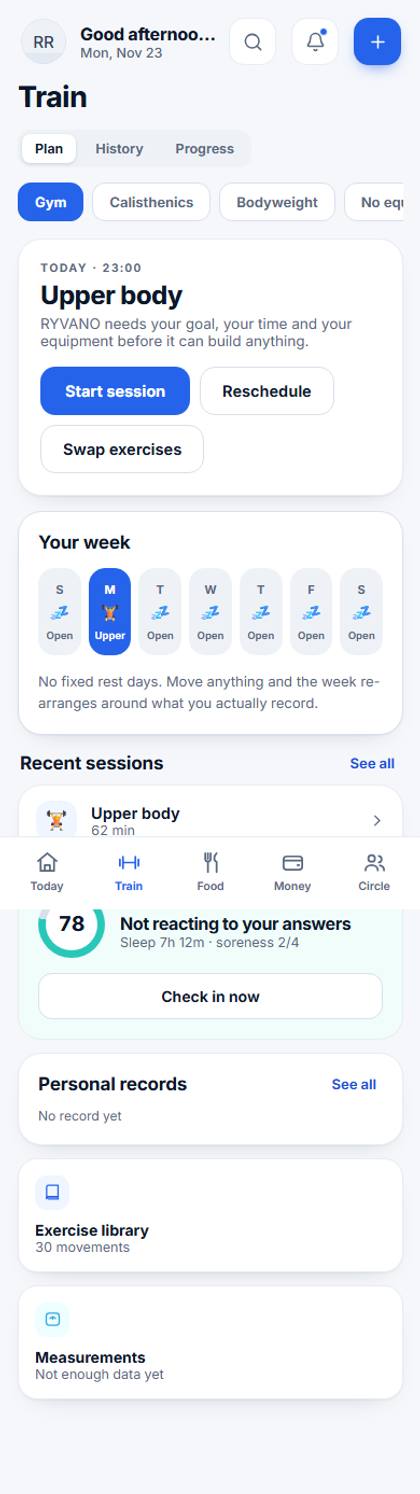 RR
Good afternoo...
Mon, Nov 23
Train
Plan
History
Progress
Gym
Calisthenics
Bodyweight
No equ
TODAY · 23:00
Upper body
RYVANO needs your goal, your time and your
equipment before it can build anything.
Start session
Reschedule
Swap exercises
Your week
S
M
T
W
T
F
S
Open
Upper
Open
Open
Open
Open
Open
No fixed rest days. Move anything and the week re-
arranges around what you actually record.
Recent sessions
See all
Upper body
62 min
Today
Train
Food
Money
Circle
78
Not reacting to your answers
Sleep 7h 12m · soreness 2/4
Check in now
Personal records
See all
No record yet
Exercise library
30 movements
Measurements
Not enough data yet